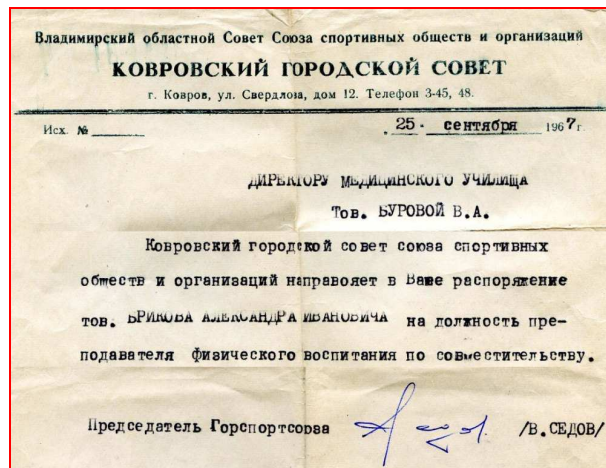 Владимирский областной Совет Союза спортивных обществ и организаций
КОВРОВСКИЙ ГОРОДСКОЙ СОВЕТ
г. Ковров, ул. Свердлова, дом 12. Телефон 3-45, 48.
Исх. №
25. сентября 1967г.
ДИРЕКТОРУ МЕДИЦИНСКОГО УЧИЛИЩА
Тов. БУРОВОЙ В.А.
Ковровский городской совет союза спортивных
обществ и организаций направояет в Ваше распоряжение
тов. БРИКОВА АЛЕКСАНДРА ИВАНОВИЧА на должность пре-
подавателя физического воспитания по совместительству.
Председатель Горспортсоюза /В.СЕДОВ/